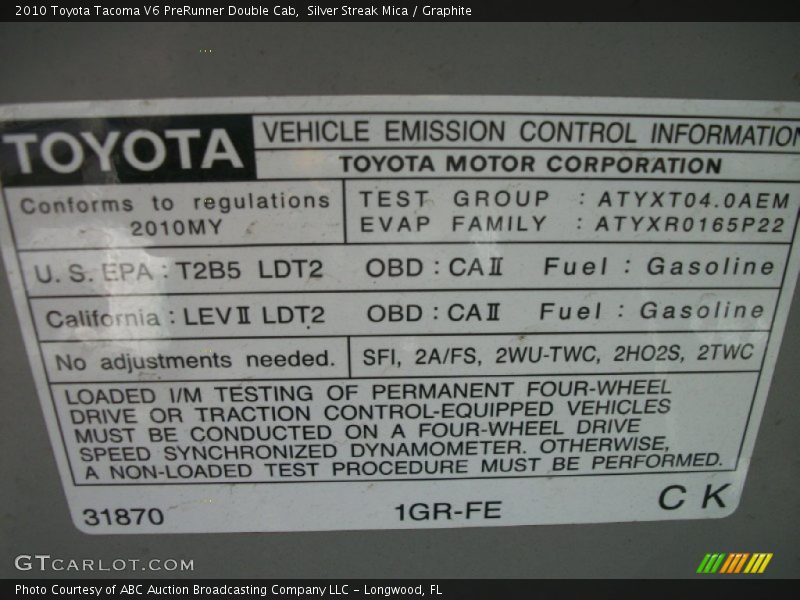 2010 Toyota Tacoma V6 PreRunner Double Cab,  Silver Streak Mica / Graphite
TOYOTA
VEHICLE EMISSION CONTROL INFORMATION
TOYOTA MOTOR CORPORATION
Conforms to regulations
2010MY
TEST GROUP : ATYXT04.0AEM
EVAP FAMILY : ATYXR0165P22
U.S. EPA : T2B5 LDT2 OBD : CAⅡ Fuel : Gasoline
California : LEVⅡ LDT2 OBD : CAⅡ Fuel : Gasoline
No adjustments needed.
SFI, 2A/FS, 2WU-TWC, 2HO2S, 2TWC
LOADED I/M TESTING OF PERMANENT FOUR-WHEEL
DRIVE OR TRACTION CONTROL-EQUIPPED VEHICLES
MUST BE CONDUCTED ON A FOUR-WHEEL DRIVE
SPEED SYNCHRONIZED DYNAMOMETER. OTHERWISE,
A NON-LOADED TEST PROCEDURE MUST BE PERFORMED.
31870 1GR-FE C K
GTCARLOT.COM
Photo Courtesy of ABC Auction Broadcasting Company LLC - Longwood, FL